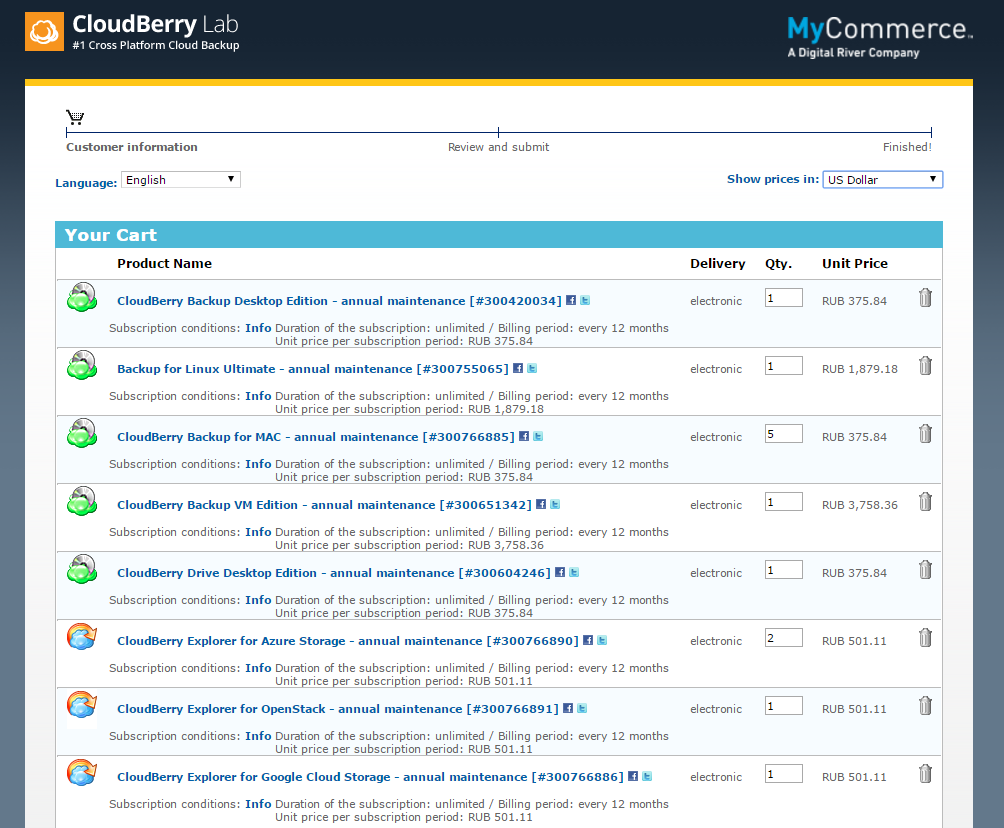 CloudBerry Lab
#1 Cross Platform Cloud Backup
MyCommerce™
A Digital River Company
Customer information
Review and submit
Finished!
Language: English
Show prices in: US Dollar
Your Cart
Product Name Delivery Qty. Unit Price
CloudBerry Backup Desktop Edition - annual maintenance [#300420034] electronic 1 RUB 375.84
Subscription conditions: Info Duration of the subscription: unlimited / Billing period: every 12 months
Unit price per subscription period: RUB 375.84
Backup for Linux Ultimate - annual maintenance [#300755065] electronic 1 RUB 1,879.18
Subscription conditions: Info Duration of the subscription: unlimited / Billing period: every 12 months
Unit price per subscription period: RUB 1,879.18
CloudBerry Backup for MAC - annual maintenance [#300766885] electronic 5 RUB 375.84
Subscription conditions: Info Duration of the subscription: unlimited / Billing period: every 12 months
Unit price per subscription period: RUB 375.84
CloudBerry Backup VM Edition - annual maintenance [#300651342] electronic 1 RUB 3,758.36
Subscription conditions: Info Duration of the subscription: unlimited / Billing period: every 12 months
Unit price per subscription period: RUB 3,758.36
CloudBerry Drive Desktop Edition - annual maintenance [#300604246] electronic 1 RUB 375.84
Subscription conditions: Info Duration of the subscription: unlimited / Billing period: every 12 months
Unit price per subscription period: RUB 375.84
CloudBerry Explorer for Azure Storage - annual maintenance [#300766890] electronic 2 RUB 501.11
Subscription conditions: Info Duration of the subscription: unlimited / Billing period: every 12 months
Unit price per subscription period: RUB 501.11
CloudBerry Explorer for OpenStack - annual maintenance [#300766891] electronic 1 RUB 501.11
Subscription conditions: Info Duration of the subscription: unlimited / Billing period: every 12 months
Unit price per subscription period: RUB 501.11
CloudBerry Explorer for Google Cloud Storage - annual maintenance [#300766886] electronic 1 RUB 501.11
Subscription conditions: Info Duration of the subscription: unlimited / Billing period: every 12 months
Unit price per subscription period: RUB 501.11